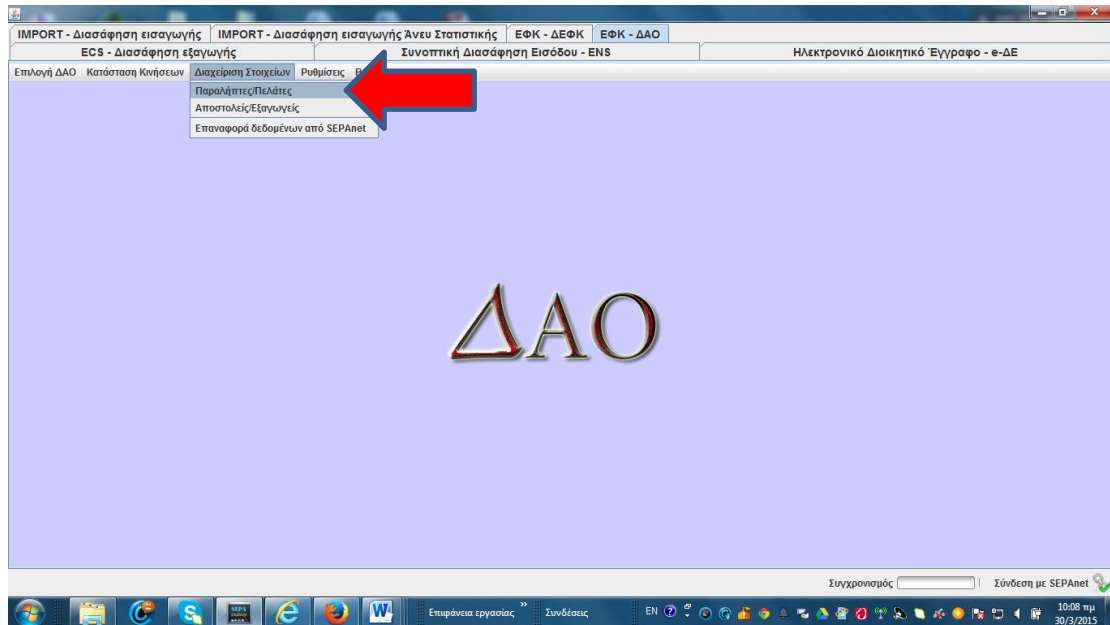 IMPORT - Διασάφηση εισαγωγής IMPORT - Διασάφηση εισαγωγής Άνευ Στατιστικής ΕΦΚ - ΔΕΦΚ ΕΦΚ - ΔΑΟ
ECS - Διασάφηση εξαγωγής Συνοπτική Διασάφηση Εισόδου - ENS Ηλεκτρονικό Διοικητικό Έγγραφο - e-ΔΕ
Επιλογή ΔΑΟ Κατάσταση Κινήσεων Διαχείριση Στοιχείων Ρυθμίσεις
Παραλήπτες/Πελάτες
Αποστολείς/Εξαγωγείς
Επαναφορά δεδομένων από SEPAnet
ΔΑΟ
Συγχρονισμός Σύνδεση με SEPAnet
Επιφάνεια εργασίας Συνδέσεις EN 10:08 πμ
30/3/2015